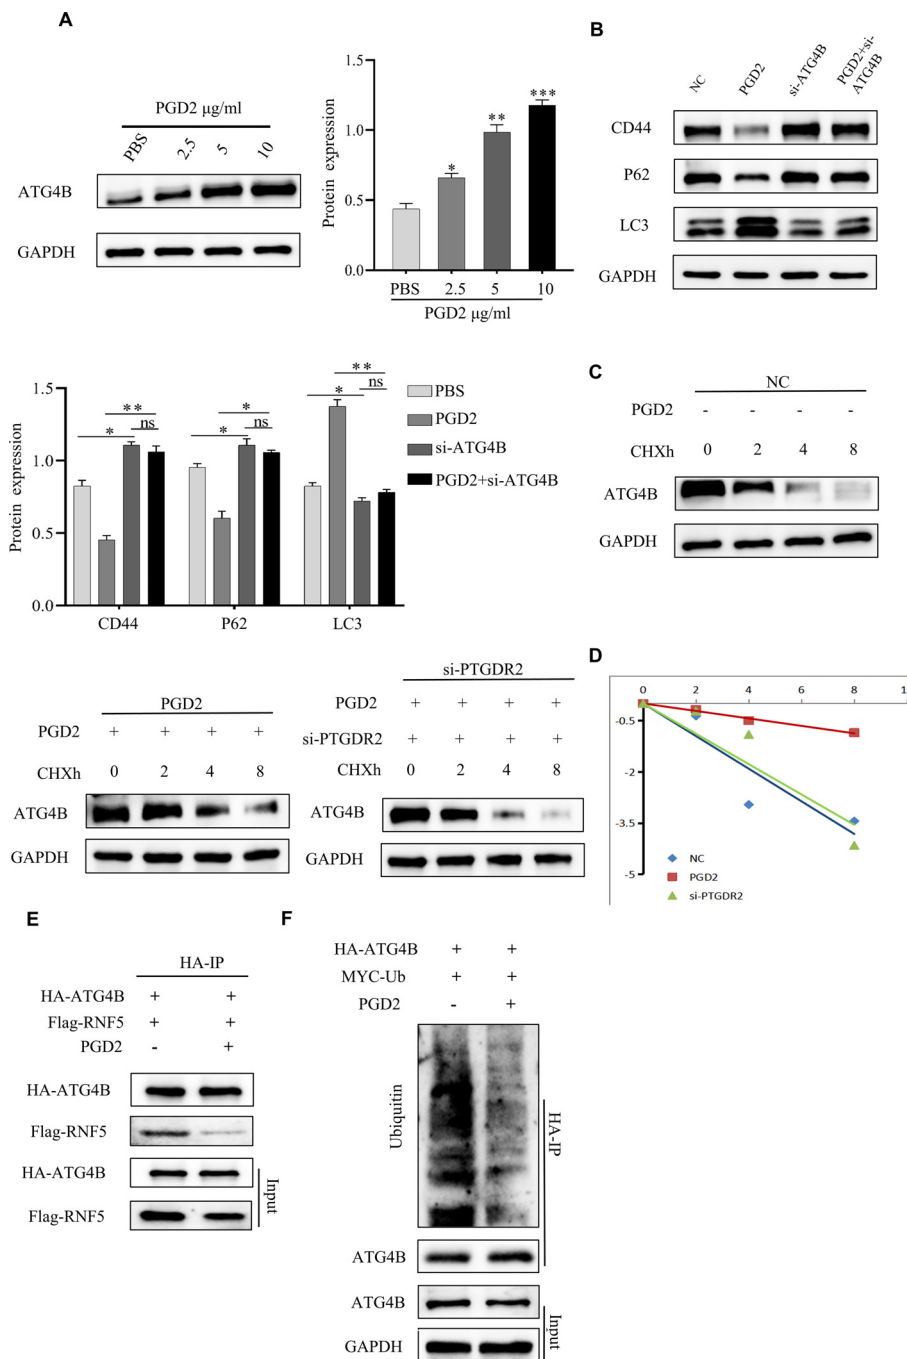 A
PGD2 μg/ml
PBS 2.5 5 10
ATG4B
GAPDH
Protein expression
1.5
1.0
0.5
0.0
* ** ***
PBS 2.5 5 10
PGD2 μg/ml
B
NC PGD2 si-ATG4B PGD2+si-
ATG4B
CD44
P62
LC3
GAPDH
Protein expression
1.5
1.0
0.5
0.0
** * **
ns ns ns
* * *
CD44 P62 LC3
PBS
PGD2
si-ATG4B
PGD2+si-ATG4B
C
NC
PGD2 - - - -
CHXh 0 2 4 8
ATG4B
GAPDH
PGD2
PGD2 + + + +
CHXh 0 2 4 8
ATG4B
GAPDH
si-PTGDR2
PGD2 + + + +
si-PTGDR2 + + + +
CHXh 0 2 4 8
ATG4B
GAPDH
D
0 2 4 6 8
-0.5
-2
-3.5
-5
NC
PGD2
si-PTGDR2
E
HA-IP
HA-ATG4B + +
Flag-RNF5 + +
PGD2 - +
HA-ATG4B
Flag-RNF5
HA-ATG4B
Flag-RNF5
Input
F
HA-ATG4B + +
MYC-Ub + +
PGD2 - +
Ubiquitin
HA-IP
ATG4B
ATG4B
GAPDH
Input